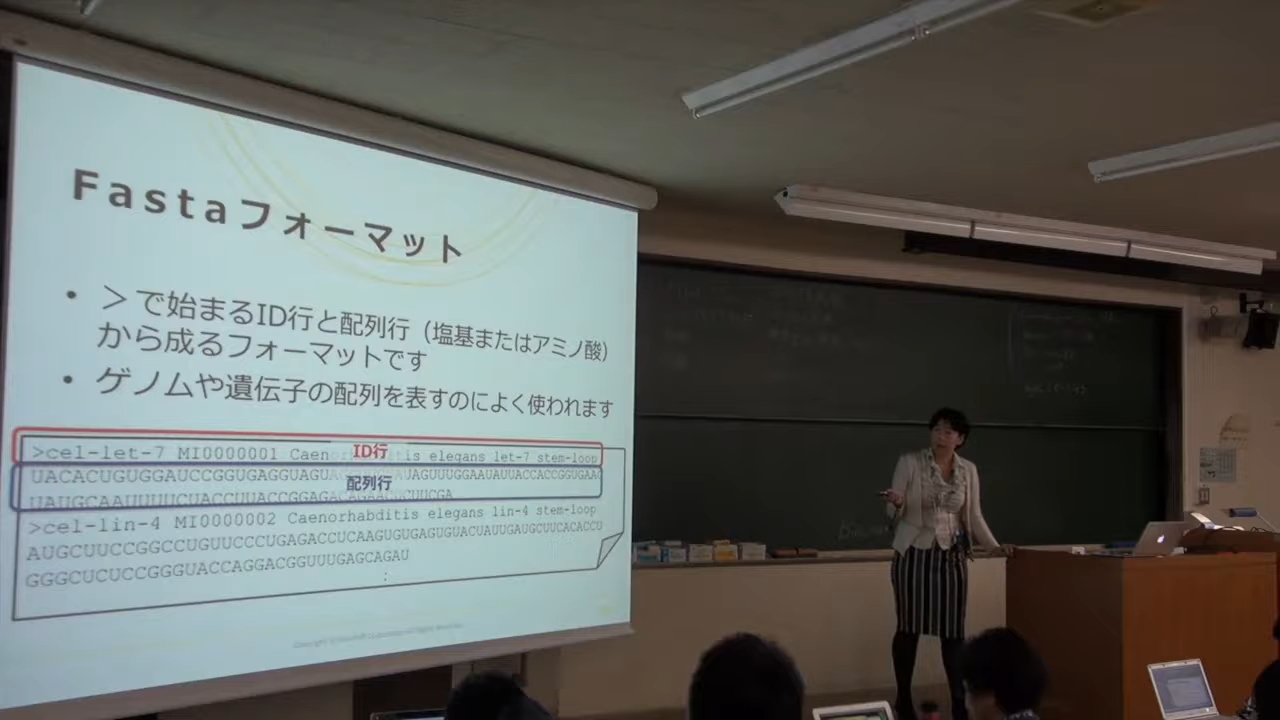 Fastaフォーマット
• ＞で始まるID行と配列行（塩基またはアミノ酸）
から成るフォーマットです
• ゲノムや遺伝子の配列を表すのによく使われます
ID行
>cel-let-7 MI0000001 Caenorhabditis elegans let-7 stem-loop
配列行
UACACUGUGGAUCCGGUGAGGUAGUAGGUUGUAUAGUUUGGAAUAUUACCACCGGUGAAC
UAUGCAAUUUUCUACCUUACCGGAGACAGAACUCUUCGA
>cel-lin-4 MI0000002 Caenorhabditis elegans lin-4 stem-loop
AUGCUUCCGGCCUGUUCCCUGAGACCUCAAGUGUGAGUGUACUAUUGAUGCUUCACACCU
GGGCUCUCCGGGUACCAGGACGGUUUGAGCAGAU
: